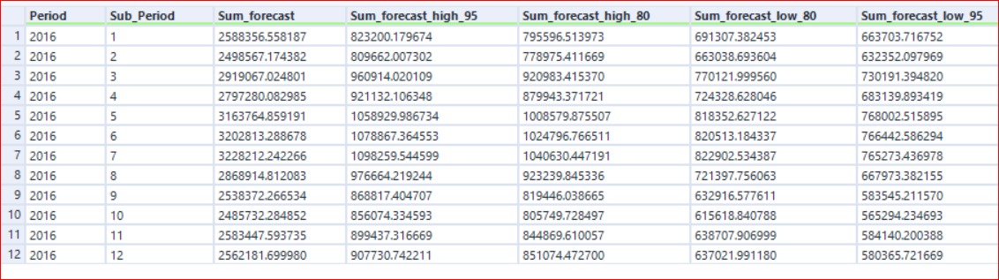 Period Sub_Period Sum_forecast Sum_forecast_high_95 Sum_forecast_high_80 Sum_forecast_low_80 Sum_forecast_low_95
1 2016 1 2588356.558187 823200.179674 795596.513973 691307.382453 663703.716752
2 2016 2 2498567.174382 809662.007302 778975.411669 663038.693604 632352.097969
3 2016 3 2919067.024801 960914.020109 920983.415370 770121.999560 730191.394820
4 2016 4 2797280.082985 921132.106348 879943.371721 724328.628046 683139.893419
5 2016 5 3163764.859191 1058929.986734 1008579.875507 818352.627122 768002.515895
6 2016 6 3202813.288678 1078867.364553 1024796.766511 820513.184337 766442.586294
7 2016 7 3228212.242266 1098259.544599 1040630.447191 822902.534387 765273.436978
8 2016 8 2868914.812083 976664.219244 923239.845336 721397.756063 667973.382155
9 2016 9 2538372.266534 868817.404707 819446.038665 632916.577611 583545.211570
10 2016 10 2485732.284852 856074.334593 805749.728497 615618.840788 565294.234693
11 2016 11 2583447.593735 899437.316669 844869.610057 638707.906999 584140.200388
12 2016 12 2562181.699980 907730.742211 851074.472700 637021.991180 580365.721669